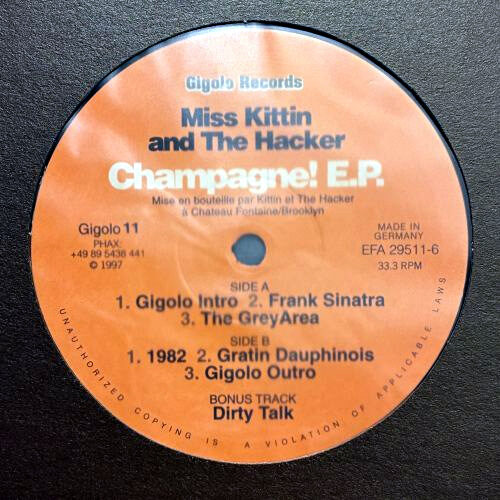 Gigolo Records
Miss Kittin
and The Hacker
Champagne! E.P.
Mise en bouteille par Kittin et The Hacker
à Chateau Fontaine/Brooklyn
Gigolo 11
PHAX:
+49 89 5436 441
© 1997
MADE IN
GERMANY
EFA 29511-6
33.3 RPM
SIDE A
1. Gigolo Intro 2. Frank Sinatra
3. The GreyArea
SIDE B
1. 1982 2. Gratin Dauphinois
3. Gigolo Outro
BONUS TRACK
Dirty Talk
UNAUTHORIZED COPYING IS A VIOLATION OF APPLICABLE LAWS